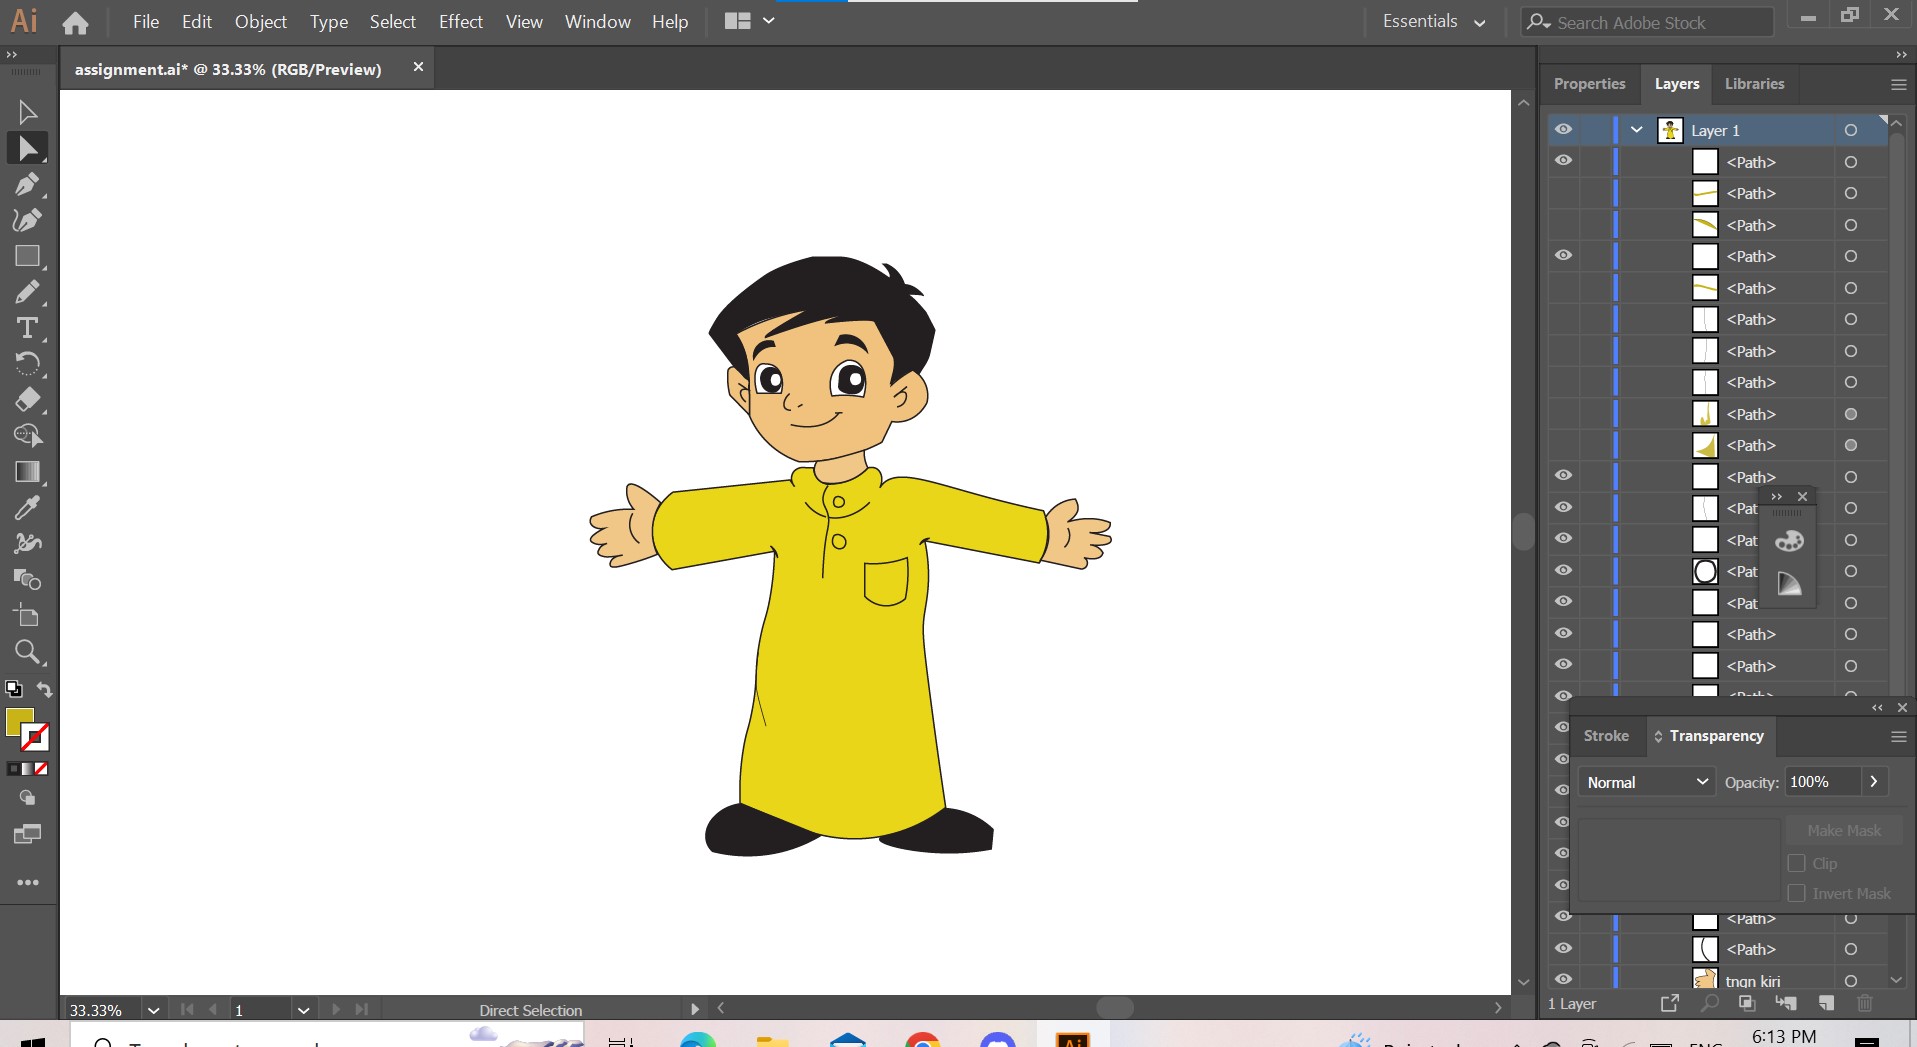 Ai File Edit Object Type Select Effect View Window Help Essentials Search Adobe Stock
assignment.ai* @ 33.33% (RGB/Preview)
Properties Layers Libraries
Layer 1
<Path>
<Path>
<Path>
<Path>
<Path>
<Path>
<Path>
<Path>
<Path>
<Path>
<Path>
<Pat
<Pat
<Pat
<Pat
<Path>
<Path>
<Path>
Stroke Transparency
Normal Opacity: 100%
Make Mask
Clip
Invert Mask
<Path>
<Path>
tngn kiri
1 Layer
33.33% 1 Direct Selection
6:13 PM
ENG
Ai